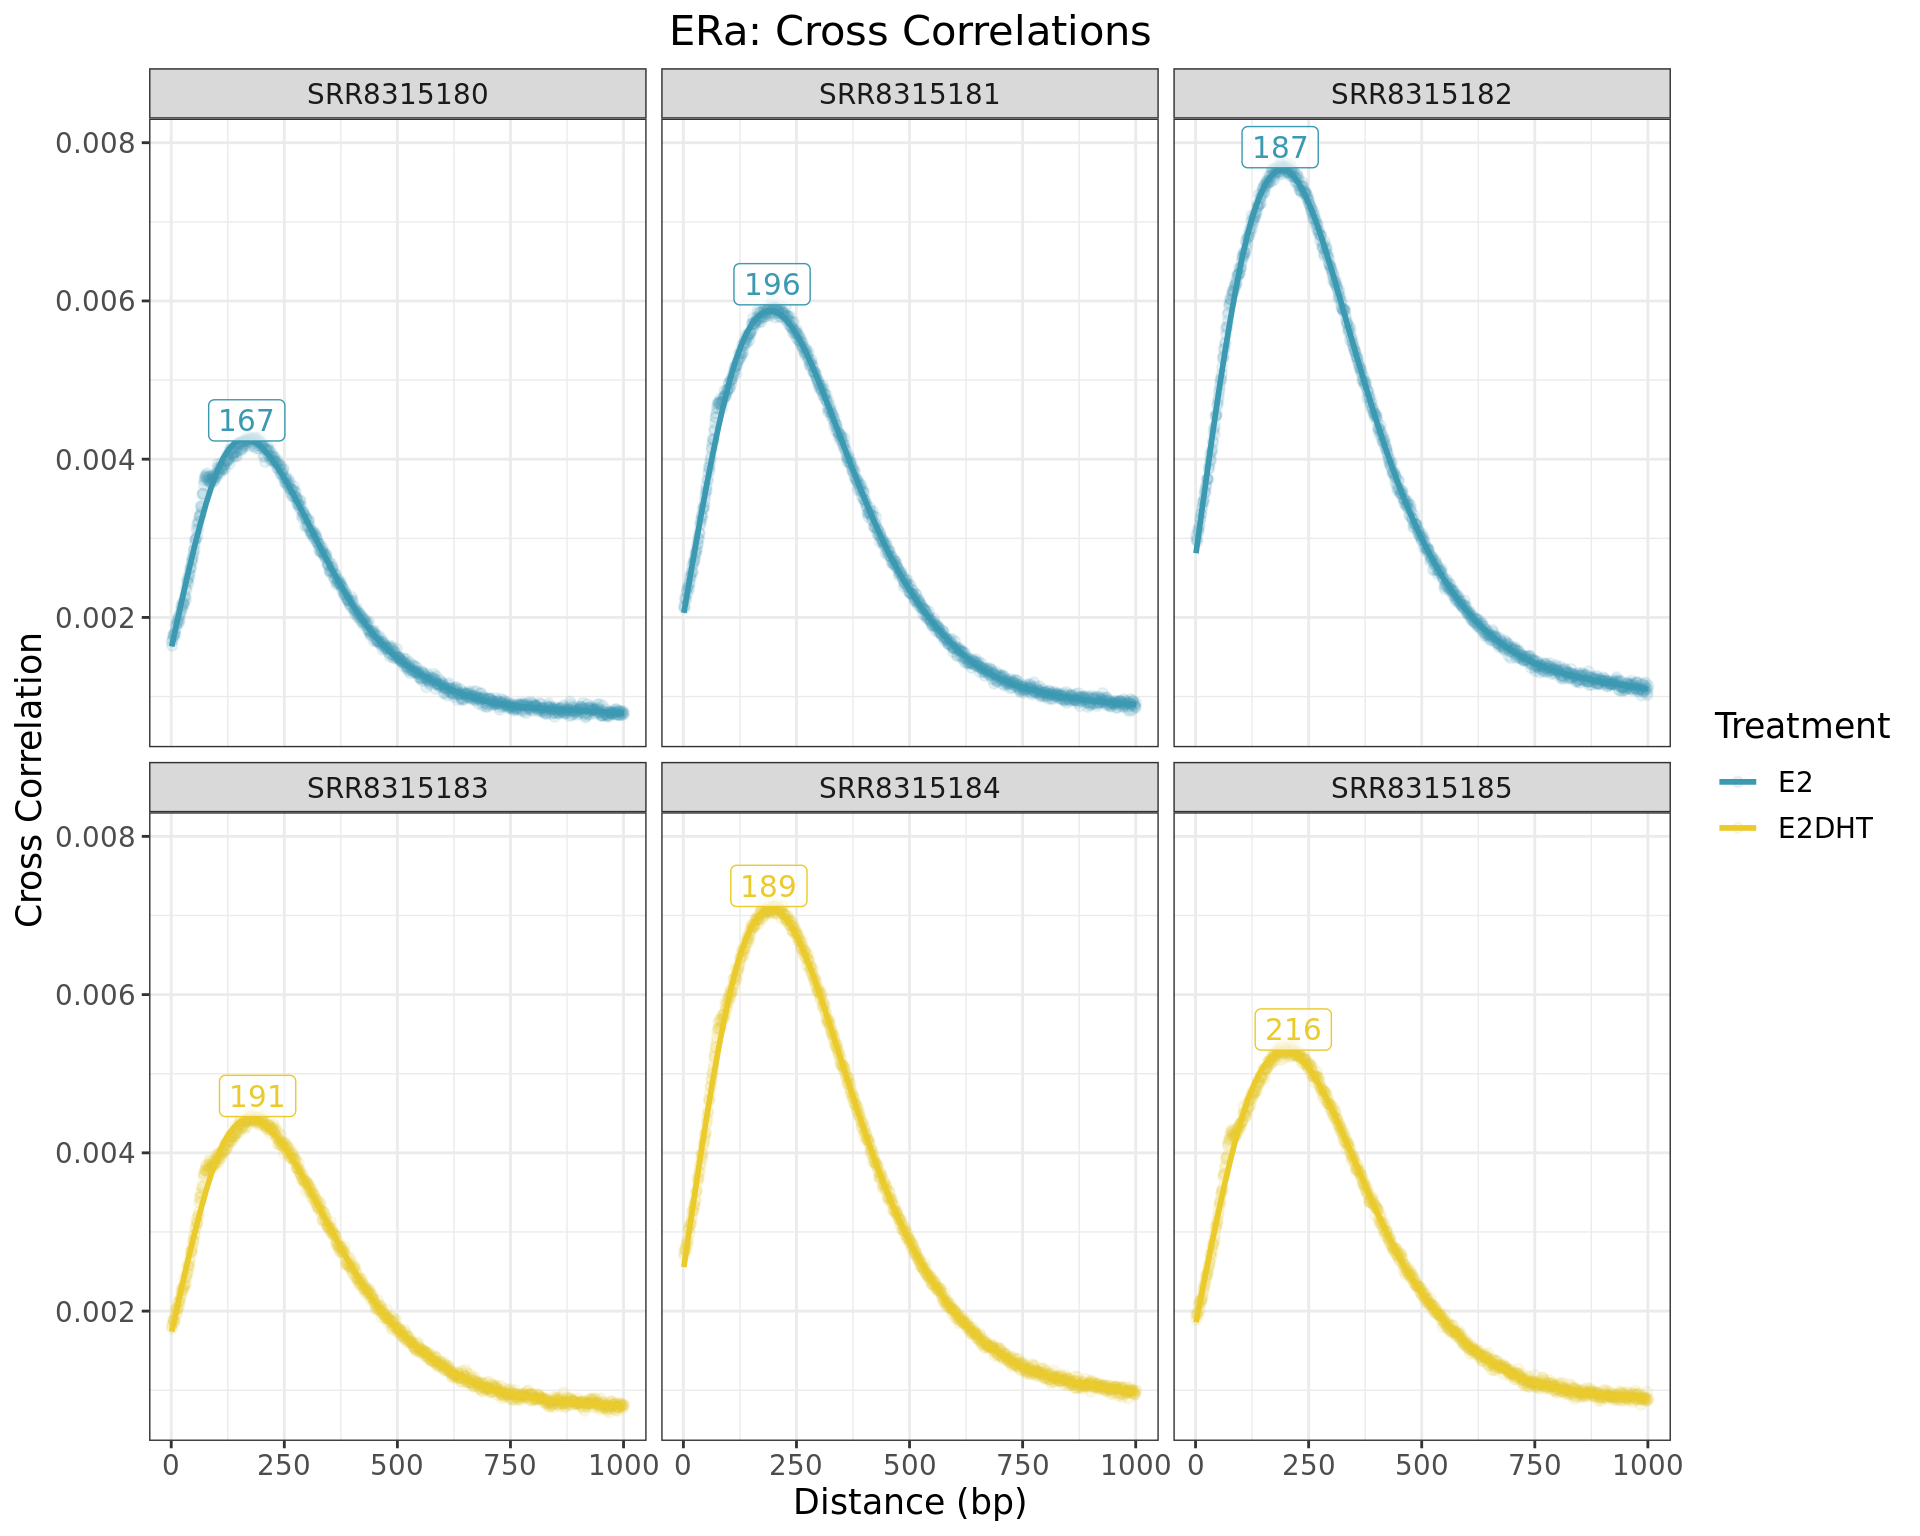 ERa: Cross Correlations
SRR8315180 SRR8315181 SRR8315182
0.008
0.006
0.004
0.002
167
196
187
SRR8315183 SRR8315184 SRR8315185
0.008
0.006
0.004
0.002
191
189
216
0 250 500 750 1000 0 250 500 750 1000 0 250 500 750 1000
Distance (bp)
Cross Correlation
Treatment
E2
E2DHT